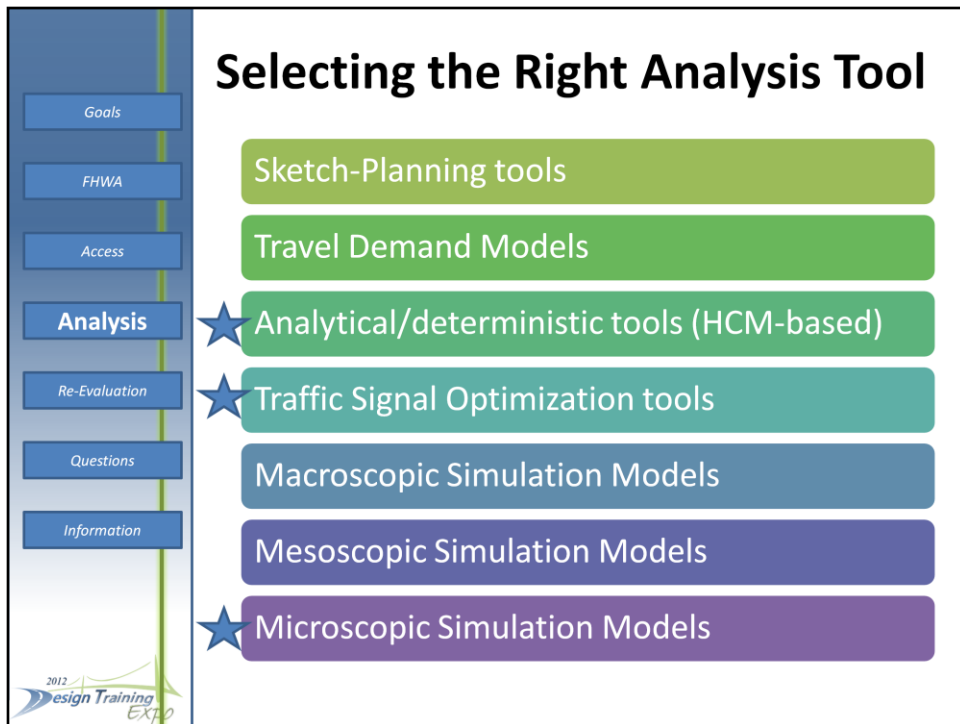 Selecting the Right Analysis Tool
Goals
FHWA
Access
Analysis
Re-Evaluation
Questions
Information
Sketch-Planning tools
Travel Demand Models
Analytical/deterministic tools (HCM-based)
Traffic Signal Optimization tools
Macroscopic Simulation Models
Mesoscopic Simulation Models
Microscopic Simulation Models
2012
Design Training
Expo